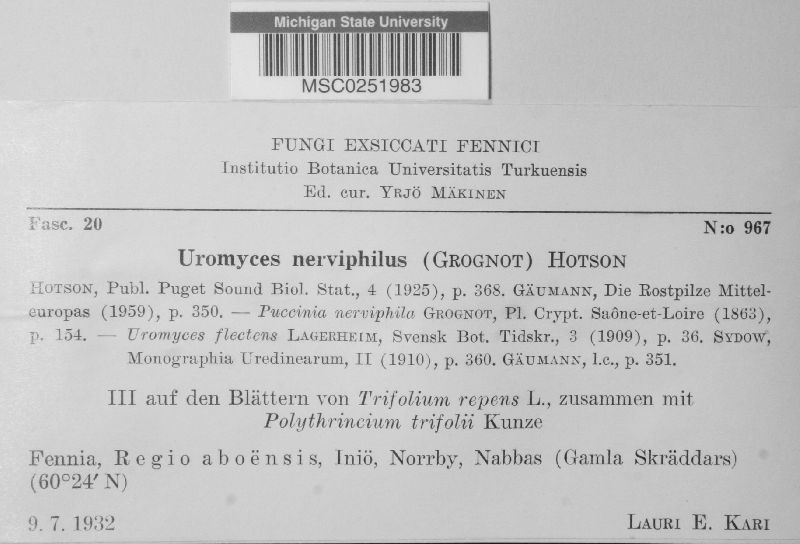 Michigan State University
MSC0251983
FUNGI EXSICCATI FENNICI
Institutio Botanica Universitatis Turkuensis
Ed. cur. YRJÖ MÄKINEN
Fasc. 20
N:o 967
Uromyces nerviphilus (GROGNOT) HOTSON
HOTSON, Publ. Puget Sound Biol. Stat., 4 (1925), p. 368. GÄUMANN, Die Rostpilze Mittel-
europas (1959), p. 350. — Puccinia nerviphila GROGNOT, Pl. Crypt. Saône-et-Loire (1863),
p. 154. — Uromyces flectens LAGERHEIM, Svensk Bot. Tidskr., 3 (1909), p. 36. SYDOW,
Monographia Uredinearum, II (1910), p. 360. GÄUMANN, l.c., p. 351.
III auf den Blättern von Trifolium repens L., zusammen mit
Polythrincium trifolii Kunze
Fennia, Regio aboënsis, Iniö, Norrby, Nabbas (Gamla Skräddars)
(60°24′ N)
9. 7. 1932
LAURI E. KARI